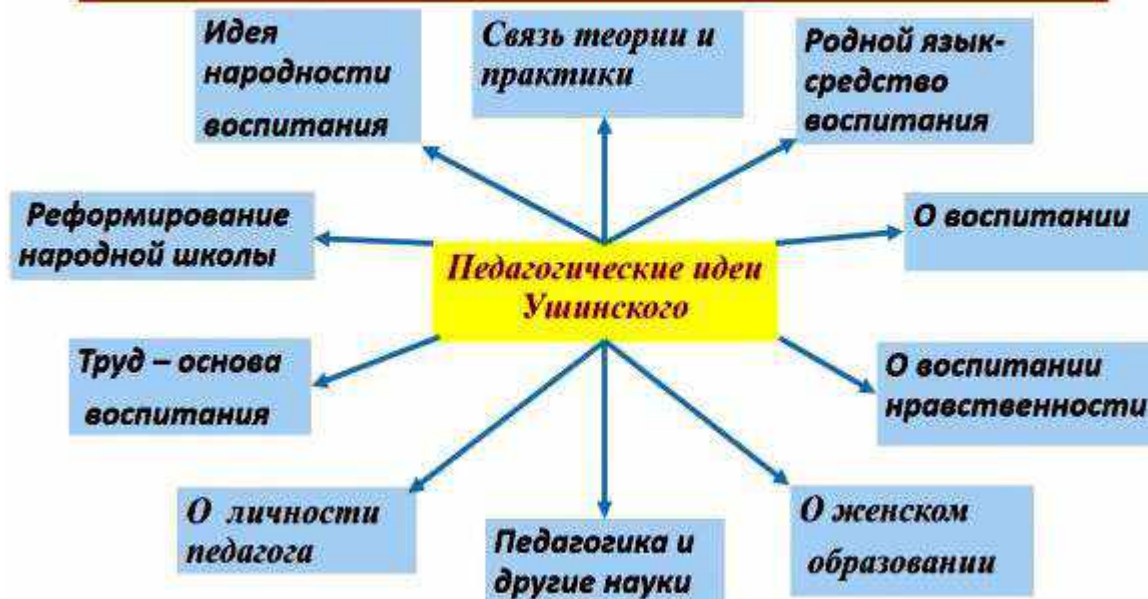 Идея
народности
воспитания
Связь теории и
практики
Родной язык-
средство
воспитания
Реформирование
народной школы
Педагогические идеи
Ушинского
О воспитании
Труд – основа
воспитания
О воспитании
нравственности
О личности
педагога
Педагогика и
другие науки
О женском
образовании